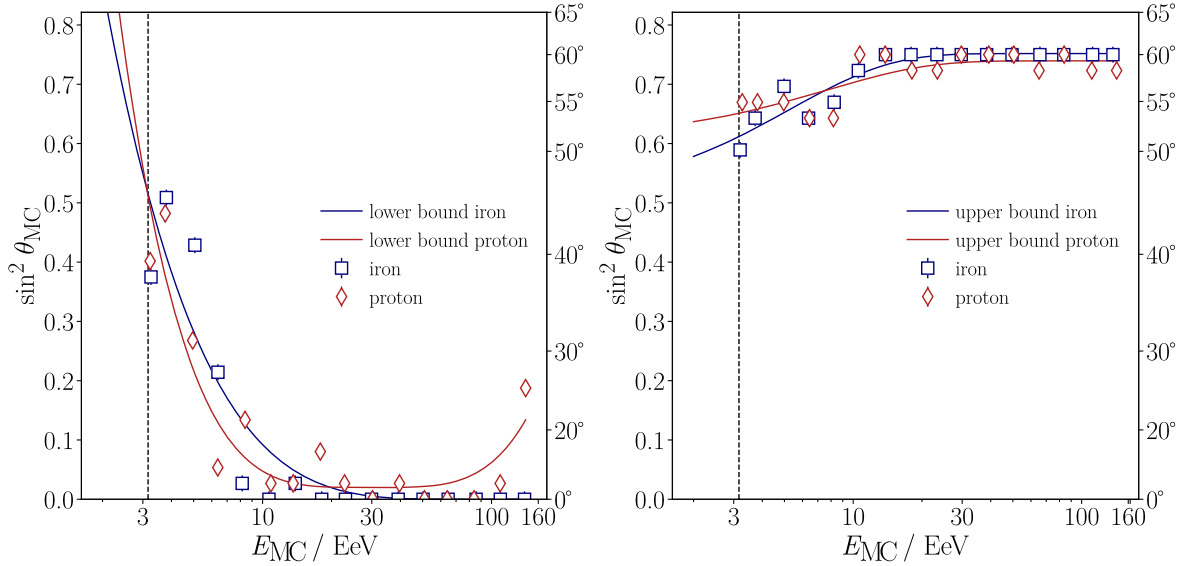 0.8
0.7
0.6
0.5
0.4
0.3
0.2
0.1
0.0
sin² θMC
65°
60°
55°
50°
40°
30°
20°
0°
lower bound iron
lower bound proton
iron
proton
3 10 30 100 160
EMC / EeV
0.8
0.7
0.6
0.5
0.4
0.3
0.2
0.1
0.0
sin² θMC
65°
60°
55°
50°
40°
30°
20°
0°
upper bound iron
upper bound proton
iron
proton
3 10 30 100 160
EMC / EeV